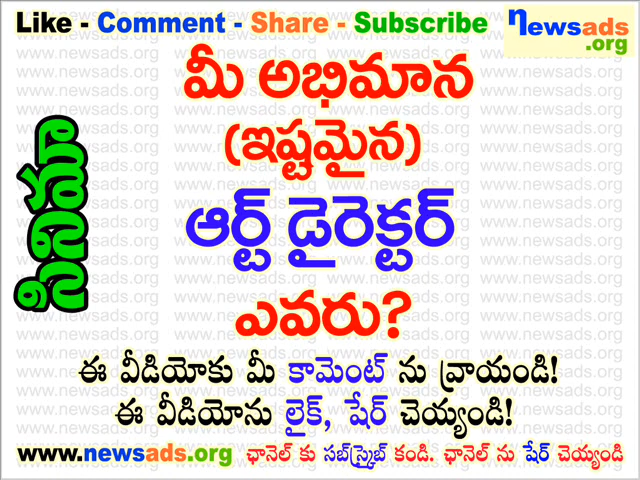 Like - Comment - Share - Subscribe
newsads
.org
మీ అభిమాన
(ఇష్టమైన)
ఆర్ట్ డైరెక్టర్
ఎవరు?
సినిమా
ఈ వీడియోకు మీ కామెంట్ ను వ్రాయండి!
ఈ వీడియోను లైక్, షేర్ చెయ్యండి!
www.newsads.org ఛానెల్ కు సబ్‌స్క్రైబ్ కండి. ఛానెల్ ను షేర్ చెయ్యండి